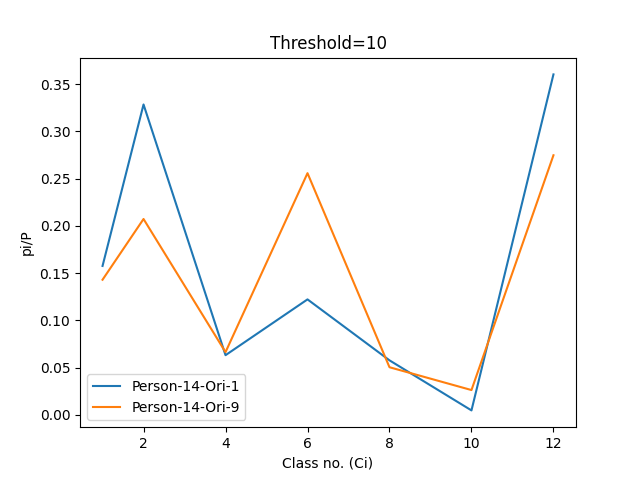 Threshold=10
pi/P
0.35
0.30
0.25
0.20
0.15
0.10
0.05
0.00
Person-14-Ori-1
Person-14-Ori-9
2 4 6 8 10 12
Class no. (Ci)